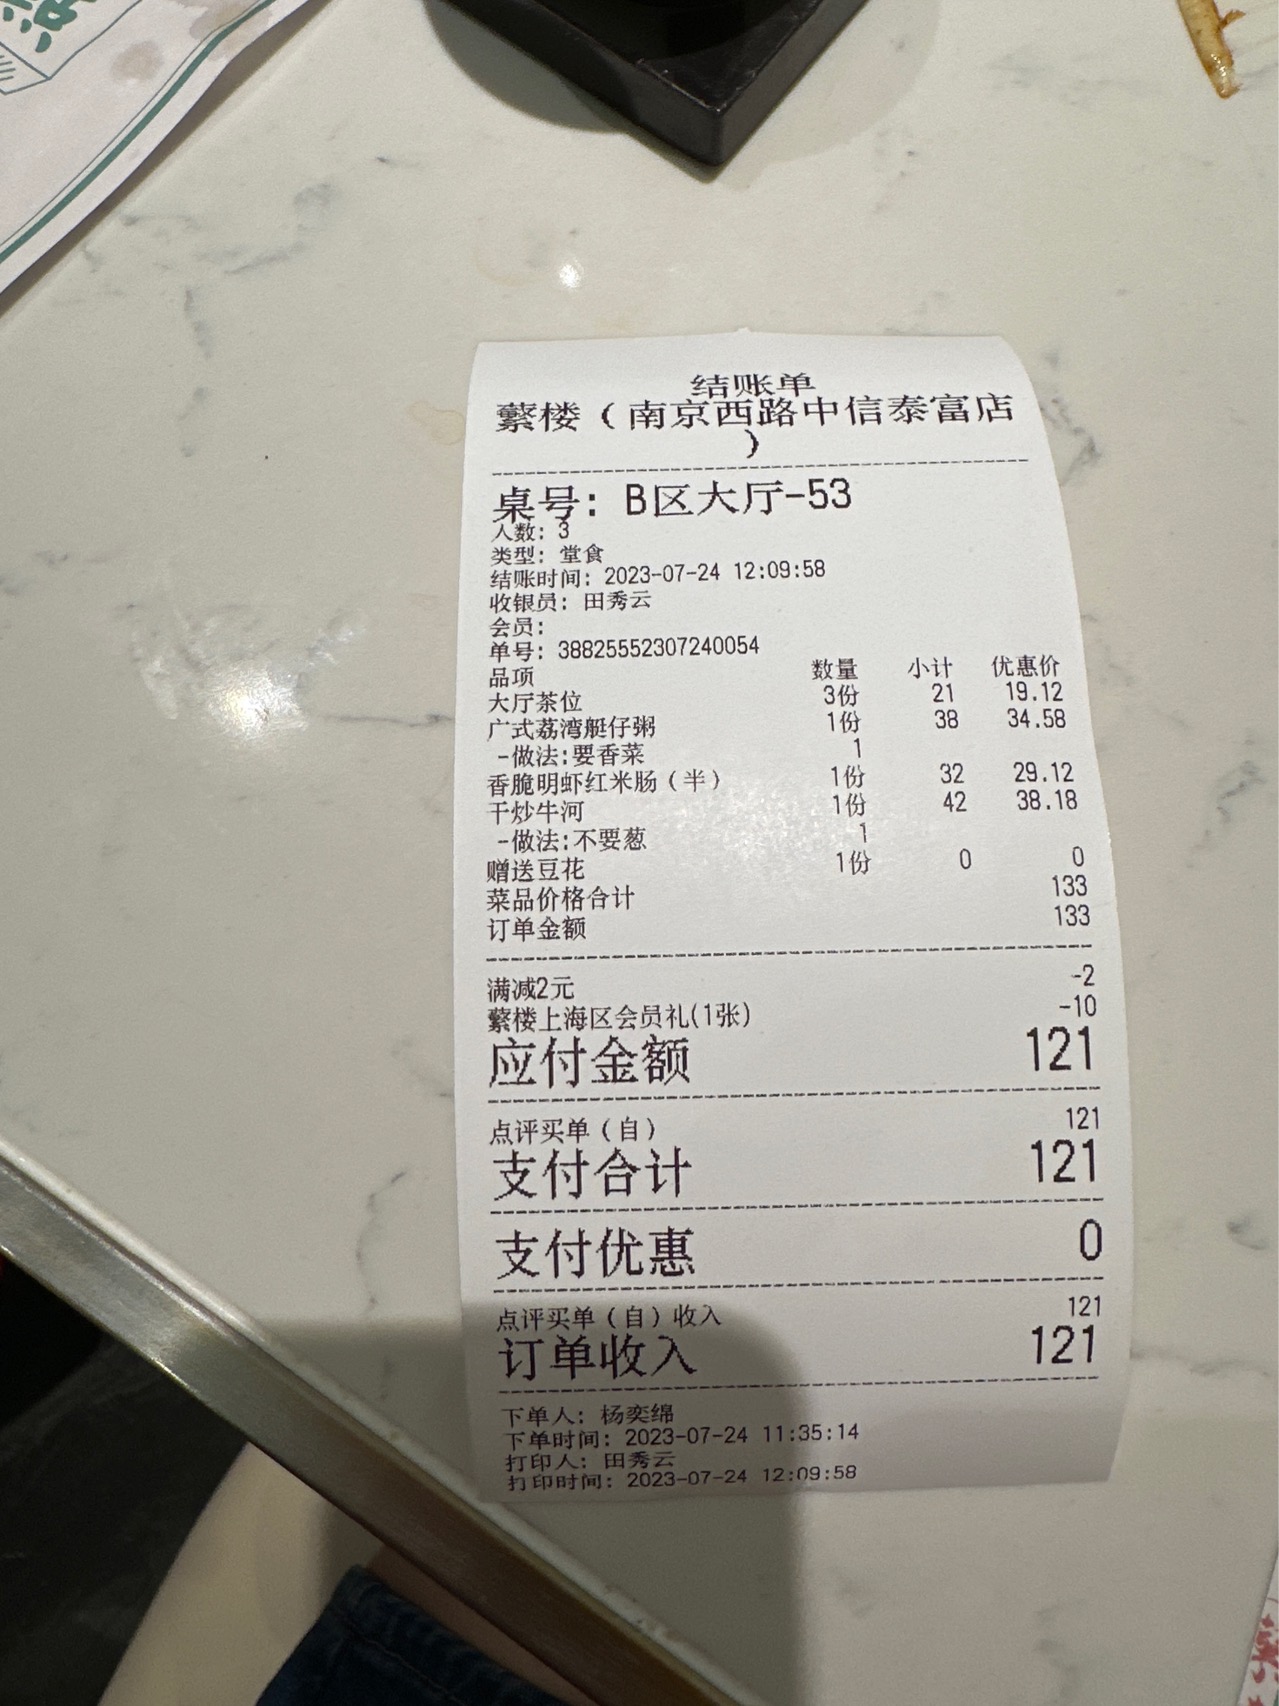 结账单
蘩楼（南京西路中信泰富店
）
桌号: B区大厅-53
人数: 3
类型: 堂食
结账时间: 2023-07-24 12:09:58
收银员: 田秀云
会员:
单号: 38825552307240054
品项 数量 小计 优惠价
大厅茶位 3份 21 19.12
广式荔湾艇仔粥 1份 38 34.58
-做法:要香菜 1
香脆明虾红米肠（半） 1份 32 29.12
干炒牛河 1份 42 38.18
-做法:不要葱 1
赠送豆花 1份 0 0
菜品价格合计 133
订单金额 133
满减2元 -2
蘩楼上海区会员礼(1张) -10
应付金额 121
点评买单（自） 121
支付合计 121
支付优惠 0
点评买单（自）收入 121
订单收入 121
下单人: 杨奕绵
下单时间: 2023-07-24 11:35:14
打印人: 田秀云
打印时间: 2023-07-24 12:09:58